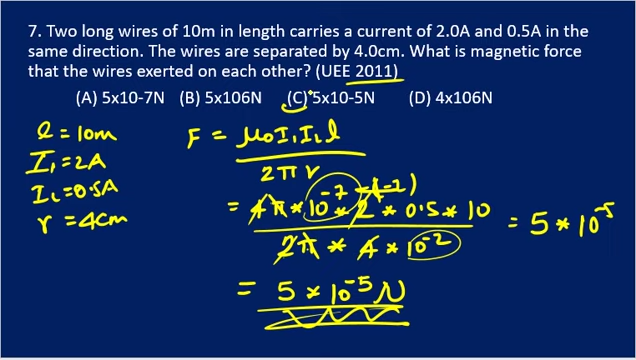 7. Two long wires of 10m in length carries a current of 2.0A and 0.5A in the
same direction. The wires are separated by 4.0cm. What is magnetic force
that the wires exerted on each other? (UEE 2011)
(A) 5x10-7N (B) 5x106N (C) 5x10-5N (D) 4x106N
l = 10m
I₁ = 2A
I₂ = 0.5A
r = 4cm
F = μ₀I₁I₂l
2πr
= 4π * 10⁻⁷⁻⁽⁻²⁾ * 2 * 0.5 * 10
2π * 4 * 10⁻²
= 5 * 10⁻⁵
= 5 * 10⁻⁵ N